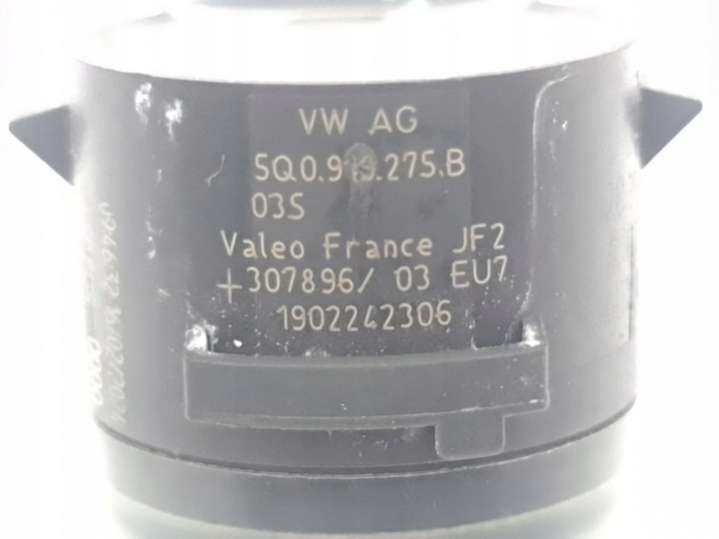 VW AG
5Q0.919.275.B
03S
Valeo France JF2
+307896/ 03 EU7
1902242306